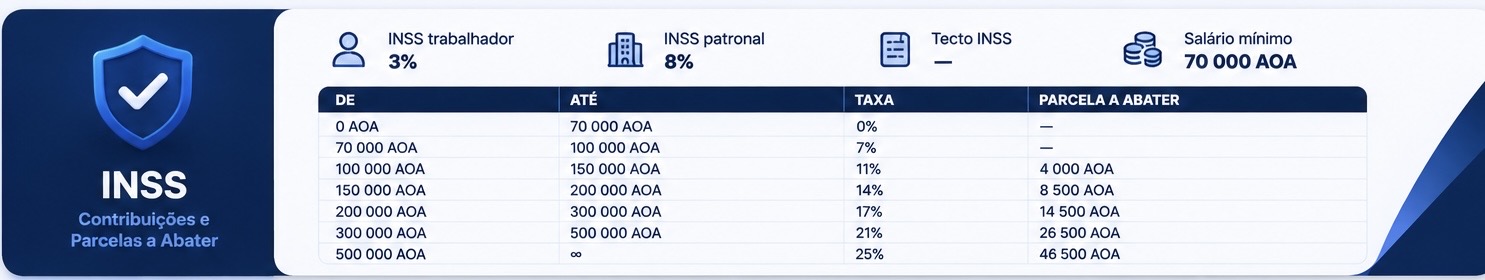 INSS
Contribuições e
Parcelas a Abater
INSS trabalhador
3%
INSS patronal
8%
Tecto INSS
—
Salário mínimo
70 000 AOA
DE ATÉ TAXA PARCELA A ABATER
0 AOA 70 000 AOA 0% —
70 000 AOA 100 000 AOA 7% —
100 000 AOA 150 000 AOA 11% 4 000 AOA
150 000 AOA 200 000 AOA 14% 8 500 AOA
200 000 AOA 300 000 AOA 17% 14 500 AOA
300 000 AOA 500 000 AOA 21% 26 500 AOA
500 000 AOA ∞ 25% 46 500 AOA